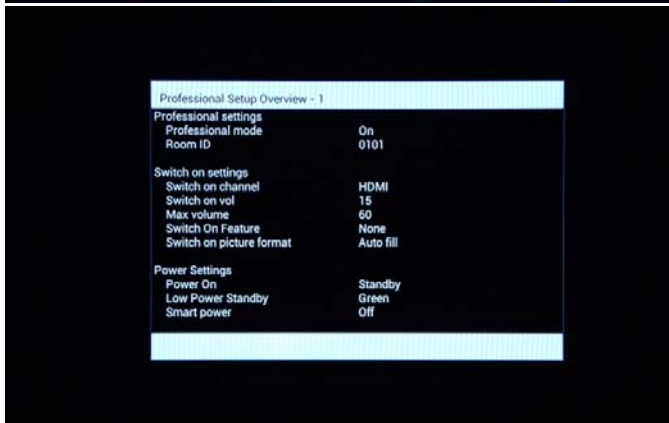 Professional Setup Overview - 1
Professional settings
Professional mode On
Room ID 0101
Switch on settings
Switch on channel HDMI
Switch on vol 15
Max volume 60
Switch On Feature None
Switch on picture format Auto fill
Power Settings
Power On Standby
Low Power Standby Green
Smart power Off